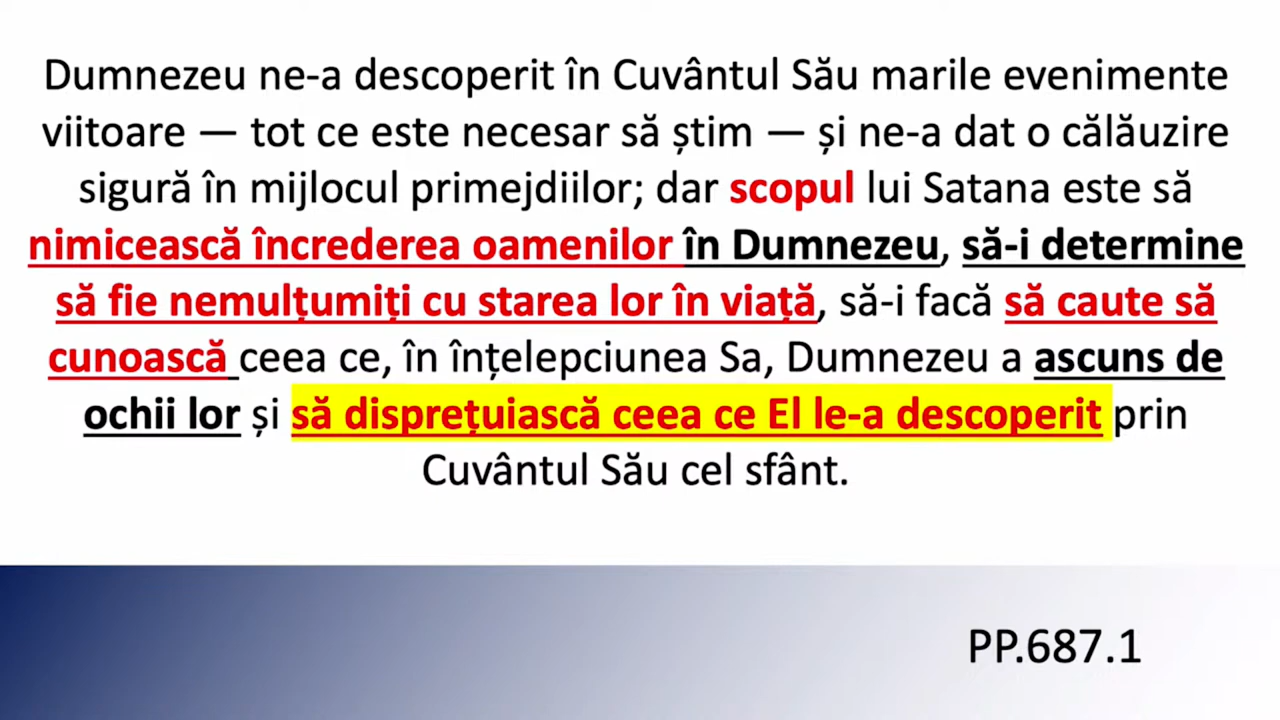 Dumnezeu ne-a descoperit în Cuvântul Său marile evenimente
viitoare — tot ce este necesar să știm — și ne-a dat o călăuzire
sigură în mijlocul primejdiilor; dar scopul lui Satana este să
nimicească încrederea oamenilor în Dumnezeu, să-i determine
să fie nemulțumiți cu starea lor în viață, să-i facă să caute să
cunoască ceea ce, în înțelepciunea Sa, Dumnezeu a ascuns de
ochii lor și să disprețuiască ceea ce El le-a descoperit prin
Cuvântul Său cel sfânt.
PP.687.1